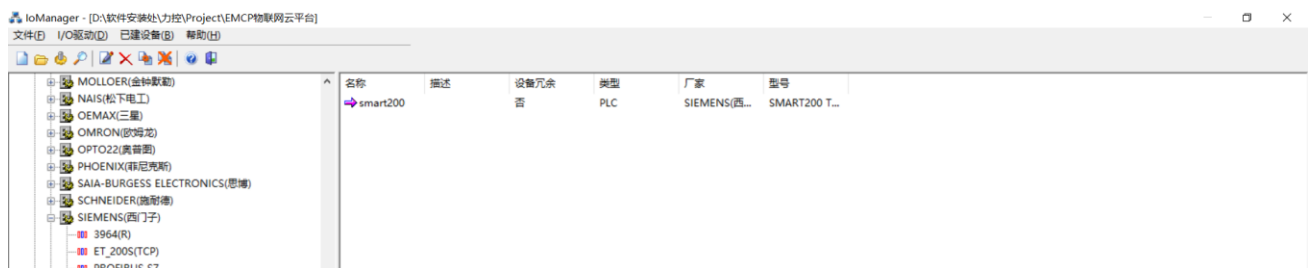 IoManager - [D:\软件安装处\力控\Project\EMCP物联网云平台]
文件(F) I/O驱动(D) 已建设备(B) 帮助(H)
MOLLOER(金钟默勒)
NAIS(松下电工)
OEMAX(三星)
OMRON(欧姆龙)
OPTO22(奥普图)
PHOENIX(菲尼克斯)
SAIA-BURGESS ELECTRONICS(思博)
SCHNEIDER(施耐德)
SIEMENS(西门子)
3964(R)
ET_200S(TCP)
PROFIBUS-S7
名称 描述 设备冗余 类型 厂家 型号
smart200 否 PLC SIEMENS(西... SMART200 T...